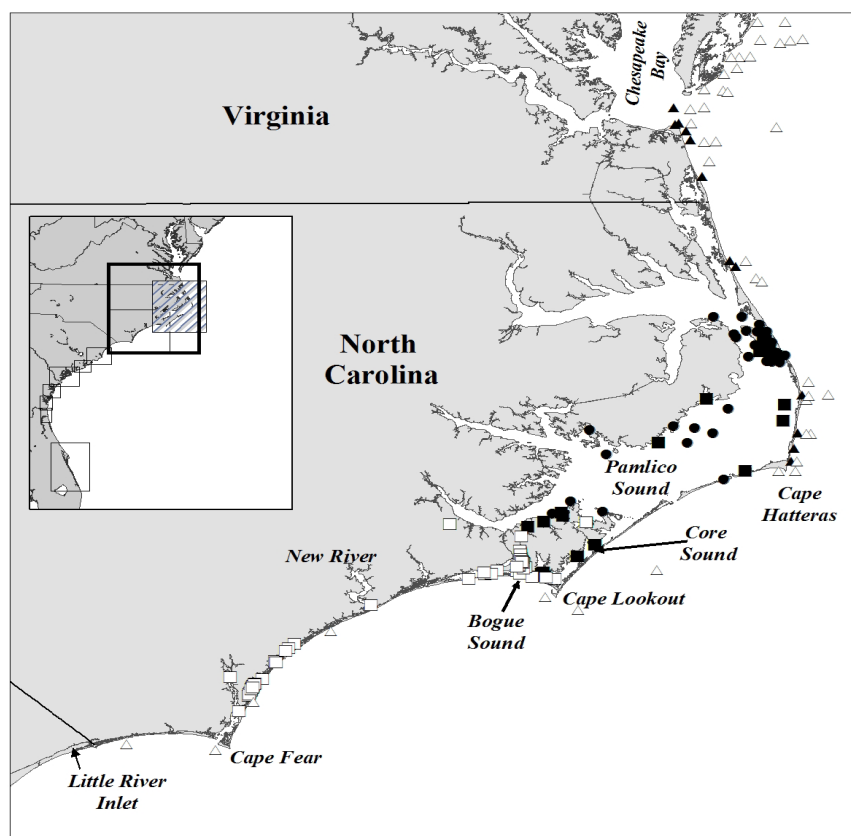 Chesapeake
Bay
Virginia
North
Carolina
Pamlico
Sound
Cape
Hatteras
New River
Core
Sound
Cape Lookout
Bogue
Sound
Cape Fear
Little River
Inlet